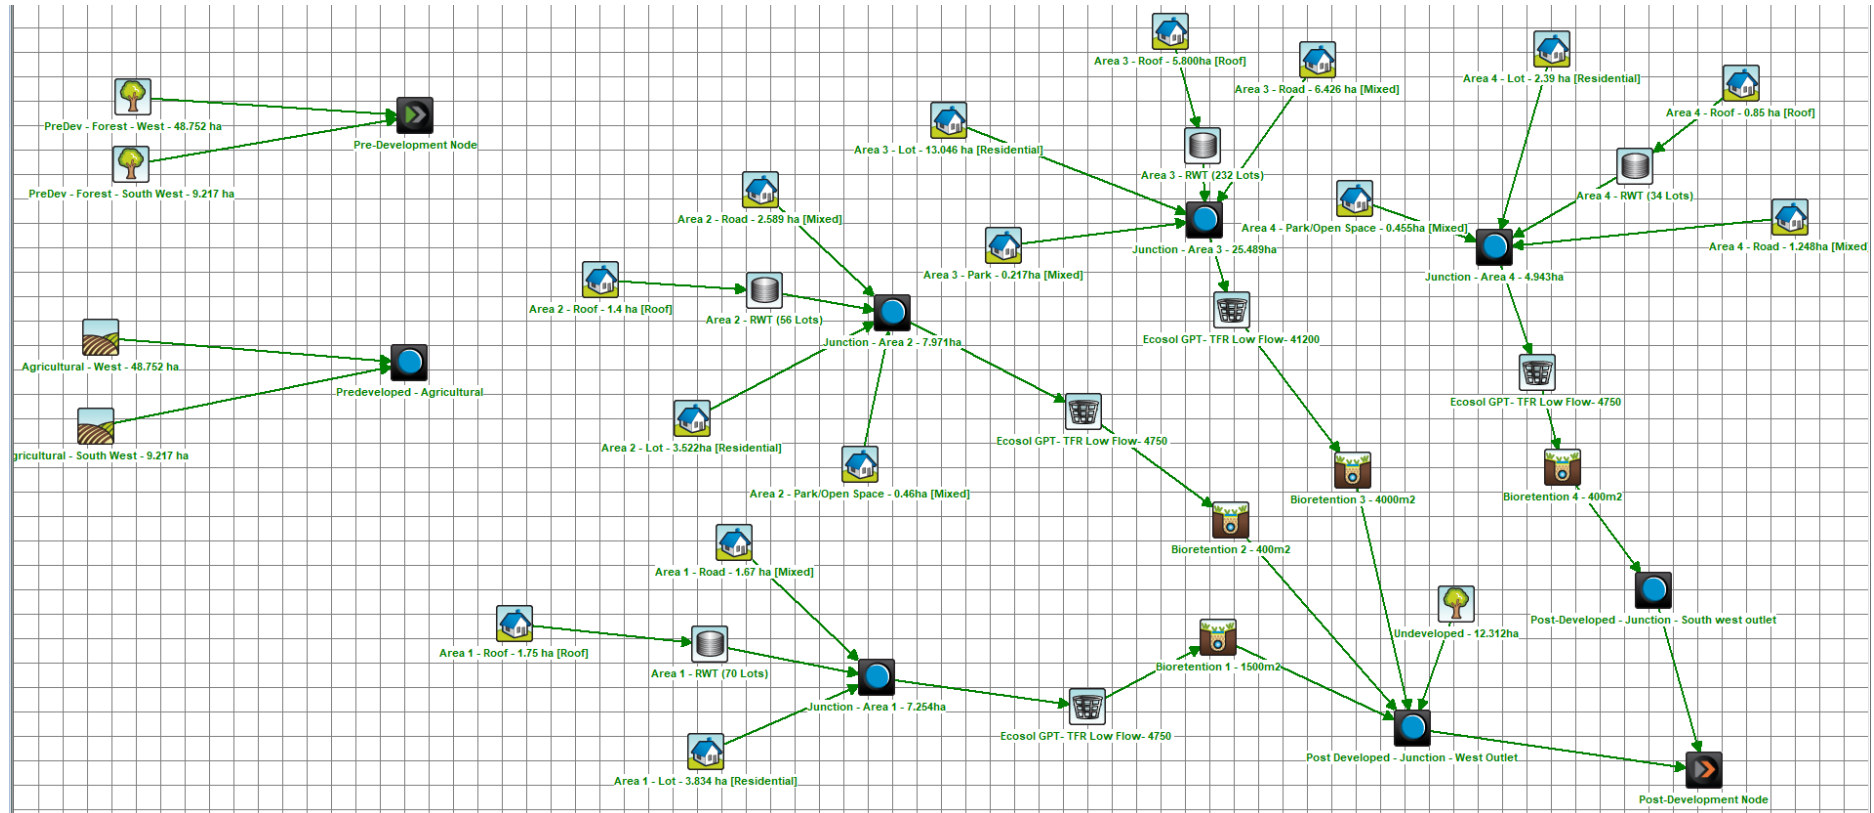 Area 3 - Roof - 5.800ha [Roof]
Area 3 - Road - 6.426 ha [Mixed]
Area 4 - Lot - 2.39 ha [Residential]
Area 4 - Roof - 0.85 ha [Roof]
PreDev - Forest - West - 48.752 ha
Pre-Development Node
Area 3 - Lot - 13.046 ha [Residential]
Area 3 - RWT (232 Lots)
PreDev - Forest - South West - 9.217 ha
Area 4 - RWT (34 Lots)
Area 2 - Road - 2.589 ha [Mixed]
Area 4 - Park/Open Space - 0.455ha [Mixed]
Junction - Area 3 - 25.489ha
Area 4 - Road - 1.248ha [Mixed
Area 3 - Park - 0.217ha [Mixed]
Junction - Area 4 - 4.943ha
Area 2 - Roof - 1.4 ha [Roof]
Area 2 - RWT (56 Lots)
Junction - Area 2 - 7.971ha
Ecosol GPT- TFR Low Flow- 41200
Agricultural - West - 48.752 ha
Predeveloped - Agricultural
Ecosol GPT- TFR Low Flow- 4750
Area 2 - Lot - 3.522ha [Residential]
Ecosol GPT- TFR Low Flow- 4750
gricultural - South West - 9.217 ha
Area 2 - Park/Open Space - 0.46ha [Mixed]
Bioretention 3 - 4000m2
Bioretention 4 - 400m2
Bioretention 2 - 400m2
Area 1 - Road - 1.67 ha [Mixed]
Post-Developed - Junction - South west outlet
Undeveloped - 12.312ha
Area 1 - Roof - 1.75 ha [Roof]
Area 1 - RWT (70 Lots)
Bioretention 1 - 1500m2
Junction - Area 1 - 7.254ha
Ecosol GPT- TFR Low Flow- 4750
Post Developed - Junction - West Outlet
Area 1 - Lot - 3.834 ha [Residential]
Post-Development Node